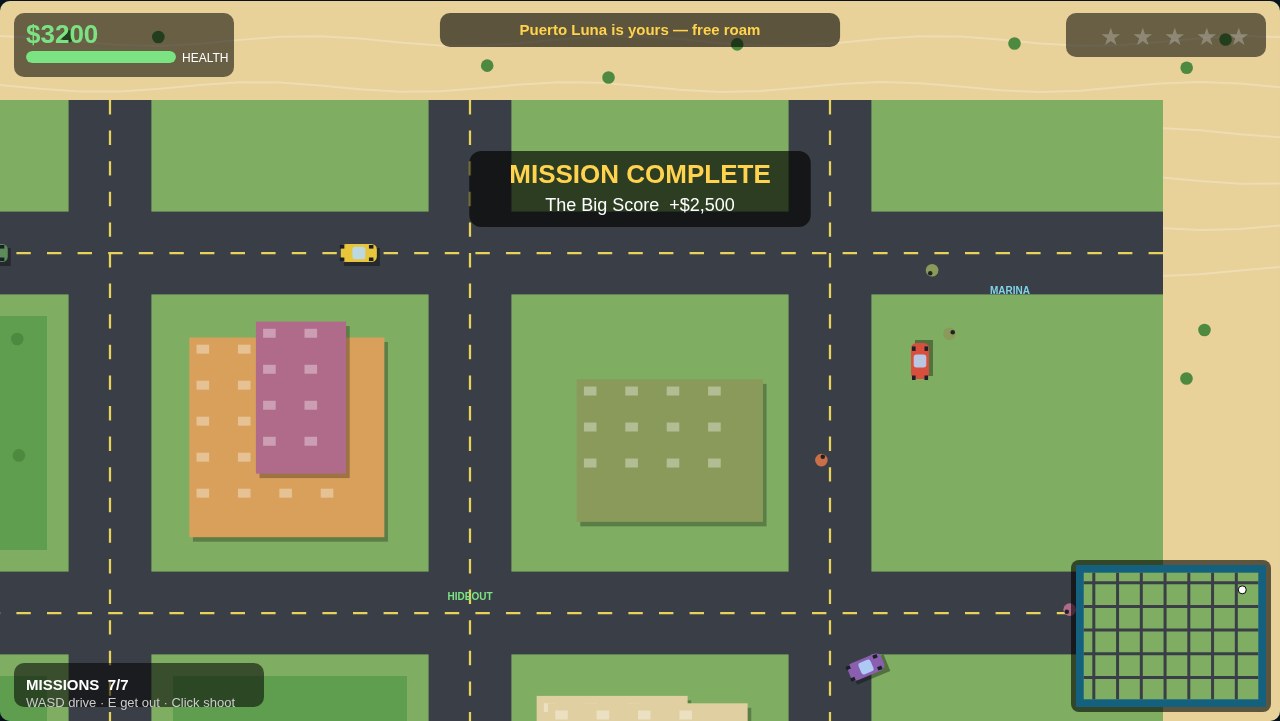 $3200
HEALTH
Puerto Luna is yours — free roam
★ ★ ★ ★ ★
MISSION COMPLETE
The Big Score +$2,500
MARINA
HIDEOUT
MISSIONS 7/7
WASD drive · E get out · Click shoot